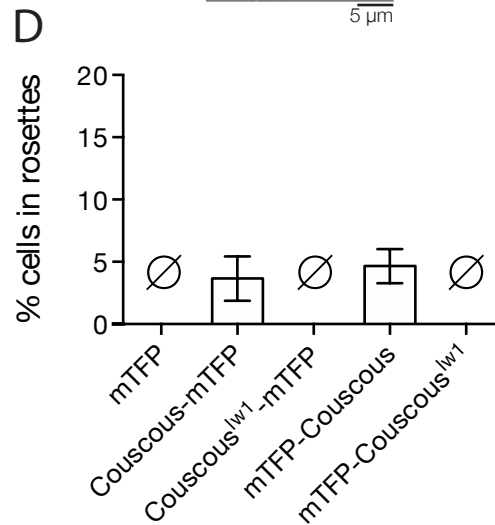 5 µm
D
% cells in rosettes
20
15
10
5
0
mTFP
Couscous-mTFP
Couscous^lw1-mTFP
mTFP-Couscous
mTFP-Couscous^lw1